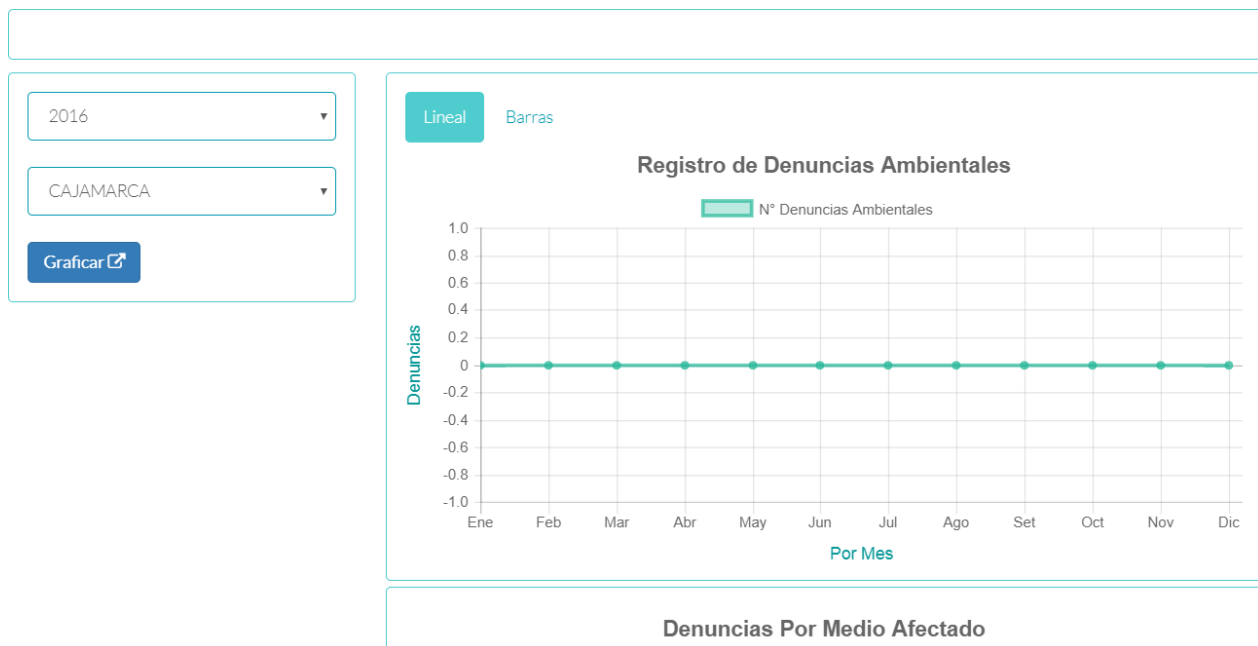 2016
CAJAMARCA
Graficar
Lineal Barras
Registro de Denuncias Ambientales
N° Denuncias Ambientales
1.0
0.8
0.6
0.4
0.2
0
-0.2
-0.4
-0.6
-0.8
-1.0
Denuncias
Ene Feb Mar Abr May Jun Jul Ago Set Oct Nov Dic
Por Mes
Denuncias Por Medio Afectado